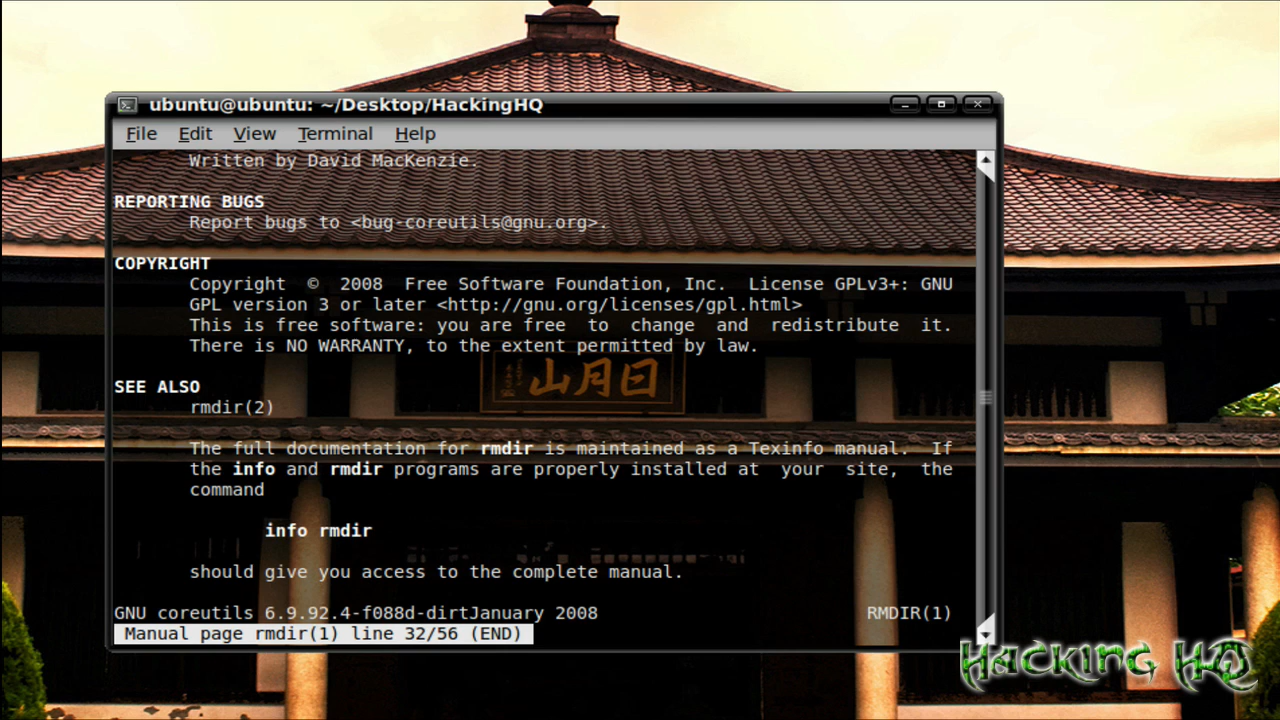 ubuntu@ubuntu: ~/Desktop/HackingHQ
File Edit View Terminal Help
Written by David MacKenzie.
REPORTING BUGS
Report bugs to <bug-coreutils@gnu.org>.
COPYRIGHT
Copyright © 2008 Free Software Foundation, Inc. License GPLv3+: GNU
GPL version 3 or later <http://gnu.org/licenses/gpl.html>
This is free software: you are free to change and redistribute it.
There is NO WARRANTY, to the extent permitted by law.
山月日
SEE ALSO
rmdir(2)
The full documentation for rmdir is maintained as a Texinfo manual. If
the info and rmdir programs are properly installed at your site, the
command
info rmdir
should give you access to the complete manual.
GNU coreutils 6.9.92.4-f088d-dirtJanuary 2008 RMDIR(1)
Manual page rmdir(1) line 32/56 (END)
Hacking HQ